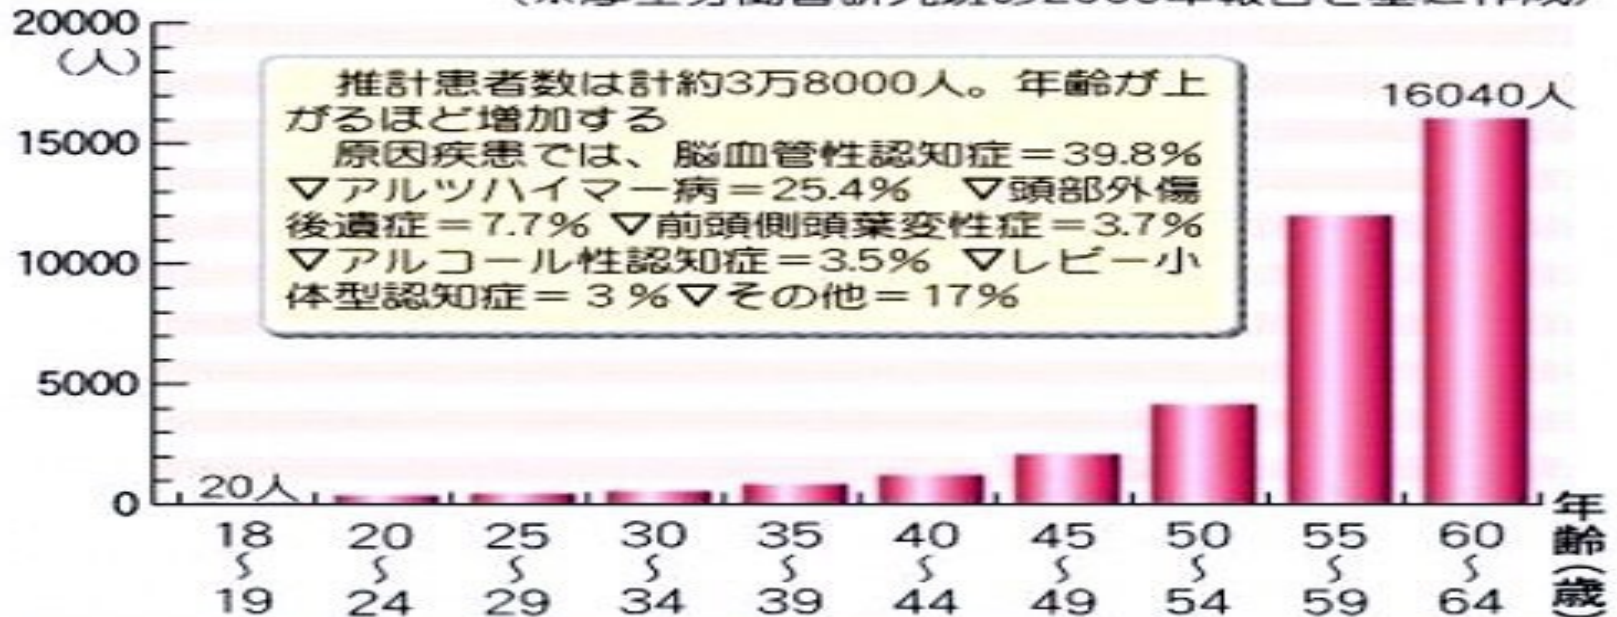 20000
(人)
15000
10000
5000
0
推計患者数は計約3万8000人。年齢が上
がるほど増加する
原因疾患では、脳血管性認知症=39.8%
▽アルツハイマー病=25.4% ▽頭部外傷
後遺症=7.7% ▽前頭側頭葉変性症=3.7%
▽アルコール性認知症=3.5% ▽レビー小
体型認知症=3%▽その他=17%
20人
16040人
18〜19
20〜24
25〜29
30〜34
35〜39
40〜44
45〜49
50〜54
55〜59
60〜64
年齢(歳)